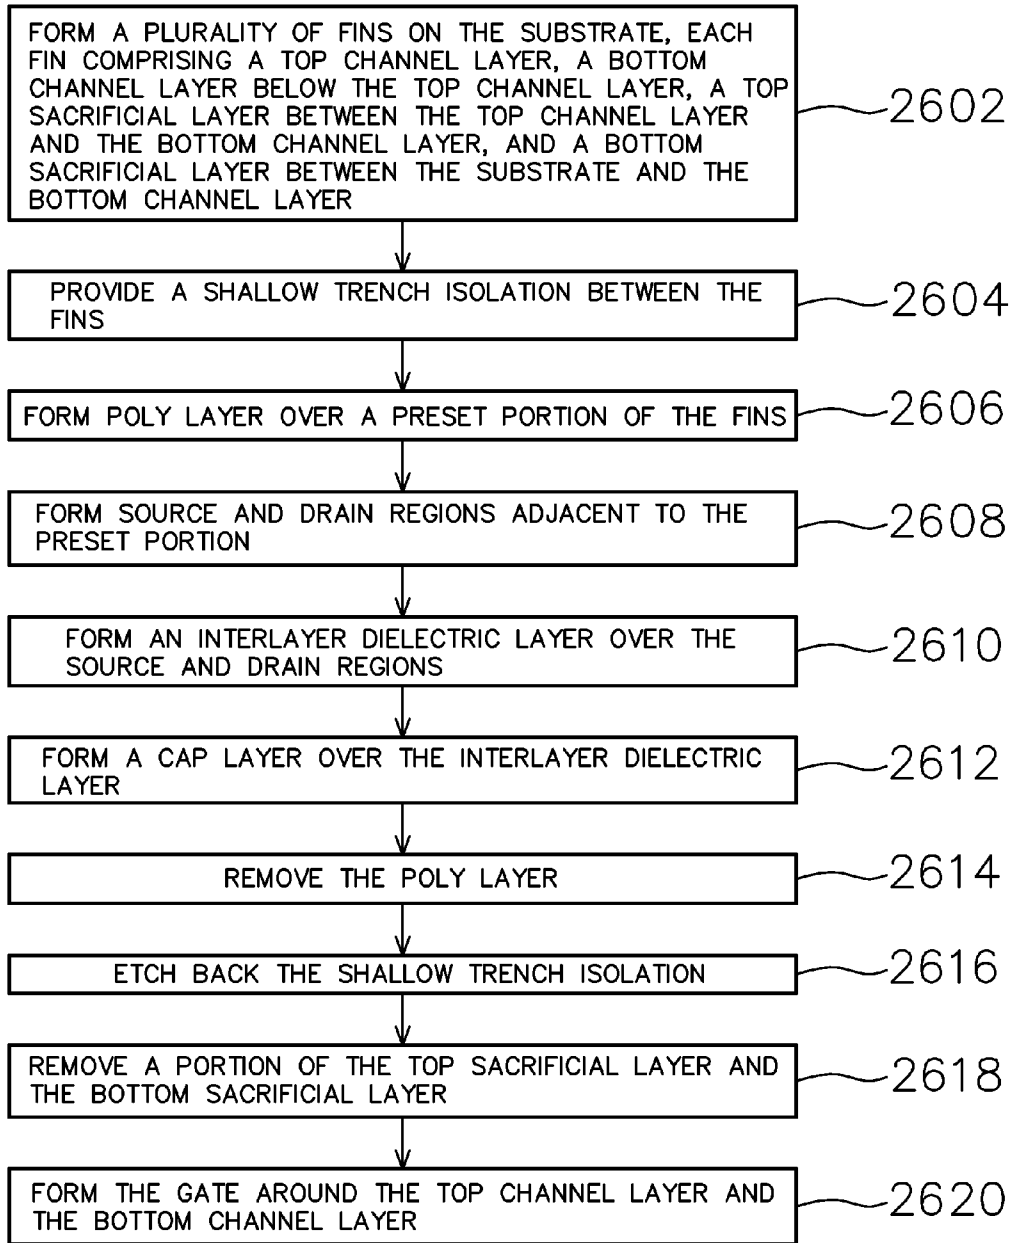 FORM A PLURALITY OF FINS ON THE SUBSTRATE, EACH
FIN COMPRISING A TOP CHANNEL LAYER, A BOTTOM
CHANNEL LAYER BELOW THE TOP CHANNEL LAYER, A TOP
SACRIFICIAL LAYER BETWEEN THE TOP CHANNEL LAYER
AND THE BOTTOM CHANNEL LAYER, AND A BOTTOM
SACRIFICIAL LAYER BETWEEN THE SUBSTRATE AND THE
BOTTOM CHANNEL LAYER
2602
PROVIDE A SHALLOW TRENCH ISOLATION BETWEEN THE
FINS
2604
FORM POLY LAYER OVER A PRESET PORTION OF THE FINS
2606
FORM SOURCE AND DRAIN REGIONS ADJACENT TO THE
PRESET PORTION
2608
FORM AN INTERLAYER DIELECTRIC LAYER OVER THE
SOURCE AND DRAIN REGIONS
2610
FORM A CAP LAYER OVER THE INTERLAYER DIELECTRIC
LAYER
2612
REMOVE THE POLY LAYER
2614
ETCH BACK THE SHALLOW TRENCH ISOLATION
2616
REMOVE A PORTION OF THE TOP SACRIFICIAL LAYER AND
THE BOTTOM SACRIFICIAL LAYER
2618
FORM THE GATE AROUND THE TOP CHANNEL LAYER AND
THE BOTTOM CHANNEL LAYER
2620